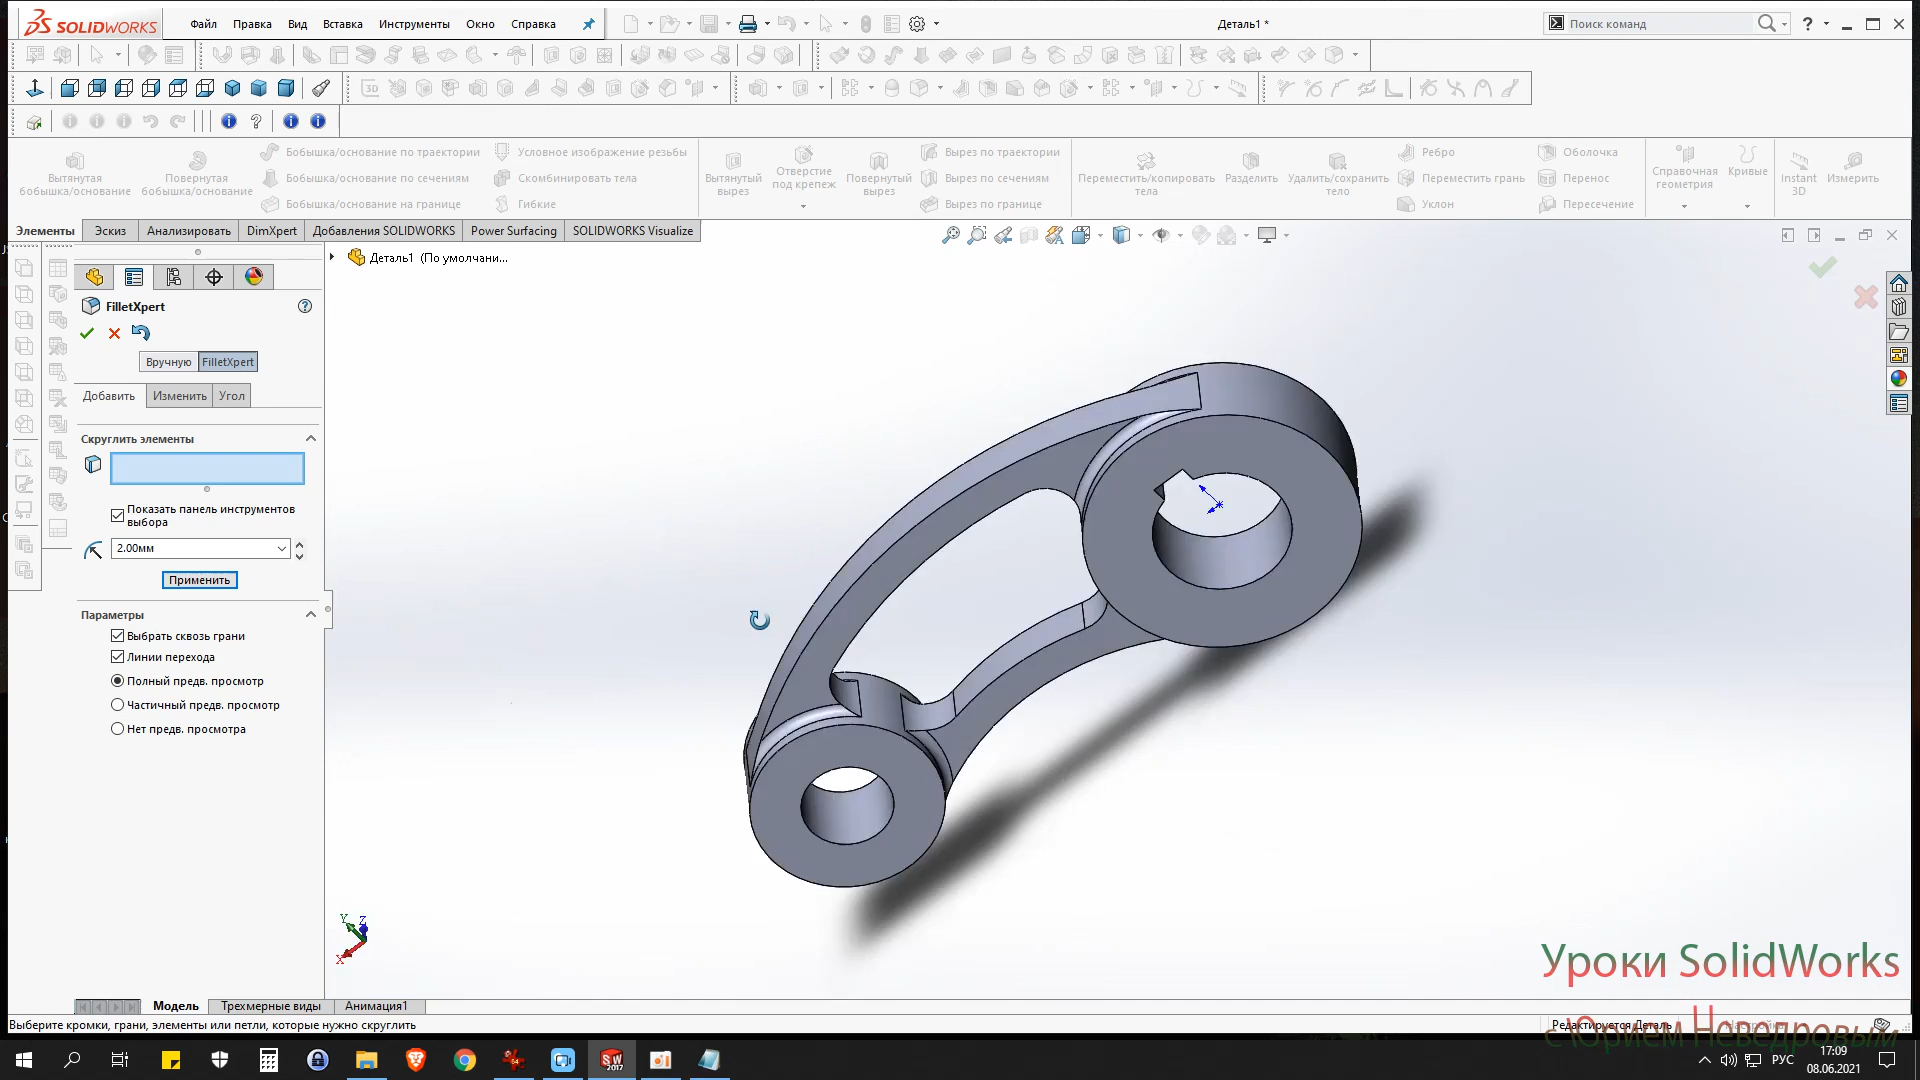 SOLIDWORKS
Файл Правка Вид Вставка Инструменты Окно Справка
Деталь1 *
Поиск команд
3D
Вытянутая бобышка/основание
Повернутая бобышка/основание
Бобышка/основание по траектории
Бобышка/основание по сечениям
Бобышка/основание на границе
Условное изображение резьбы
Скомбинировать тела
Гибкие
Вытянутый вырез
Отверстие под крепеж
Повернутый вырез
Вырез по траектории
Вырез по сечениям
Вырез по границе
Переместить/копировать тела
Разделить
Удалить/сохранить тело
Ребро
Переместить грань
Уклон
Оболочка
Перенос
Пересечение
Справочная геометрия
Кривые
Instant 3D
Измерить
Элементы Эскиз Анализировать DimXpert Добавления SOLIDWORKS Power Surfacing SOLIDWORKS Visualize
Деталь1 (По умолчани...
FilletXpert
Вручную FilletXpert
Добавить Изменить Угол
Скруглить элементы
Показать панель инструментов
выбора
2.00мм
Применить
Параметры
Выбрать сквозь грани
Линии перехода
Полный предв. просмотр
Частичный предв. просмотр
Нет предв. просмотра
Y Z
X
Уроки SolidWorks
с Юрием Неведровым
Модель Трехмерные виды Анимация1
Выберите кромки, грани, элементы или петли, которые нужно скруглить
Редактируется Деталь
SW
2017
РУС
17:09
08.06.2021